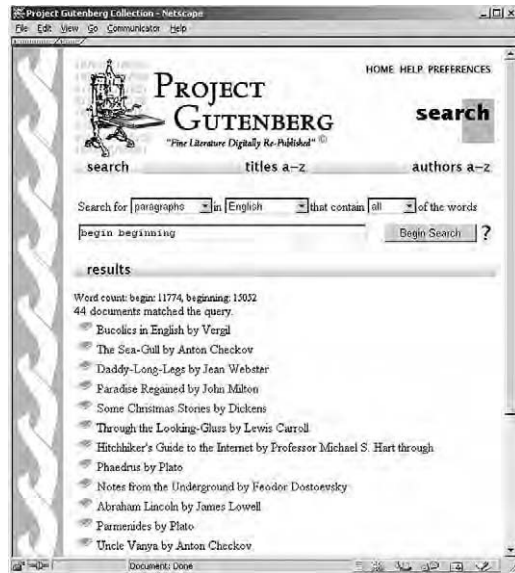 Project Gutenberg Collection - Netscape
File Edit View Go Communicator Help
HOME HELP PREFERENCES
PROJECT
GUTENBERG
"Fine Literature Digitally Re-Published" ©
search
search titles a–z authors a–z
Search for paragraphs in English that contain all of the words
begin beginning Begin Search ?
results
Word count: begin: 11774, beginning: 15052
44 documents matched the query.
Bucolics in English by Vergil
The Sea-Gull by Anton Checkov
Daddy-Long-Legs by Jean Webster
Paradise Regained by John Milton
Some Christmas Stories by Dickens
Through the Looking-Glass by Lewis Carroll
Hitchhiker's Guide to the Internet by Professor Michael S. Hart through
Phaedrus by Plato
Notes from the Underground by Feodor Dostoevsky
Abraham Lincoln by James Lowell
Parmenides by Plato
Uncle Vanya by Anton Checkov
Document: Done